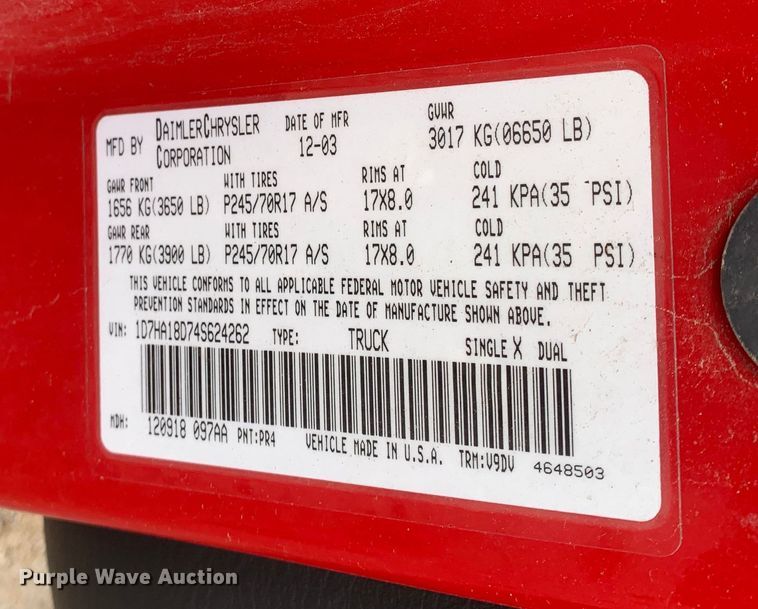 MFD BY DAIMLERCHRYSLER CORPORATION DATE OF MFR 12-03 GVWR 3017 KG(06650 LB)
GAWR FRONT WITH TIRES RIMS AT COLD
1656 KG(3650 LB) P245/70R17 A/S 17X8.0 241 KPA(35 PSI)
GAWR REAR WITH TIRES RIMS AT COLD
1770 KG(3900 LB) P245/70R17 A/S 17X8.0 241 KPA(35 PSI)
THIS VEHICLE CONFORMS TO ALL APPLICABLE FEDERAL MOTOR VEHICLE SAFETY AND THEFT
PREVENTION STANDARDS IN EFFECT ON THE DATE OF MANUFACTURE SHOWN ABOVE.
VIN: 1D7HA18D74S624262 TYPE: TRUCK SINGLE X DUAL
MDH: 120918 097AA PNT:PR4 VEHICLE MADE IN U.S.A. TRM:V9DV 4648503
Purple Wave Auction